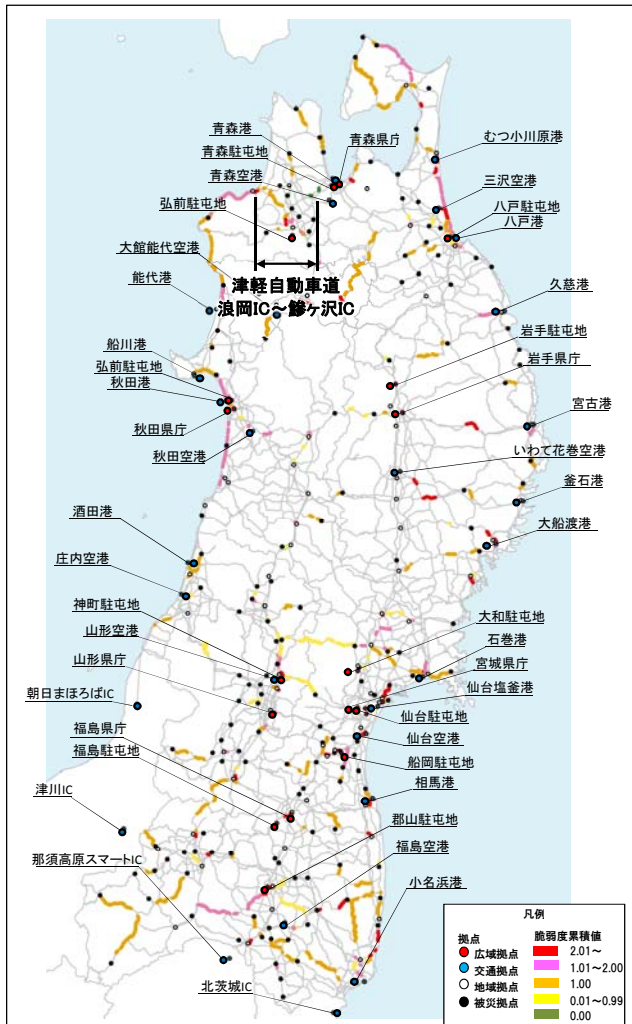 青森港
青森県庁
青森駐屯地
むつ小川原港
青森空港
三沢空港
弘前駐屯地
八戸駐屯地
八戸港
大館能代空港
津軽自動車道
浪岡IC～鰺ヶ沢IC
能代港
久慈港
岩手駐屯地
船川港
岩手県庁
弘前駐屯地
秋田港
宮古港
秋田県庁
秋田空港
いわて花巻空港
釜石港
酒田港
大船渡港
庄内空港
神町駐屯地
大和駐屯地
山形空港
石巻港
山形県庁
宮城県庁
仙台塩釜港
朝日まほろばIC
仙台駐屯地
福島県庁
仙台空港
福島駐屯地
船岡駐屯地
津川IC
相馬港
郡山駐屯地
福島空港
那須高原スマートIC
小名浜港
北茨城IC
凡例
拠点
広域拠点
交通拠点
地域拠点
被災拠点
脆弱度累積値
2.01～
1.01～2.00
1.00
0.01～0.99
0.00